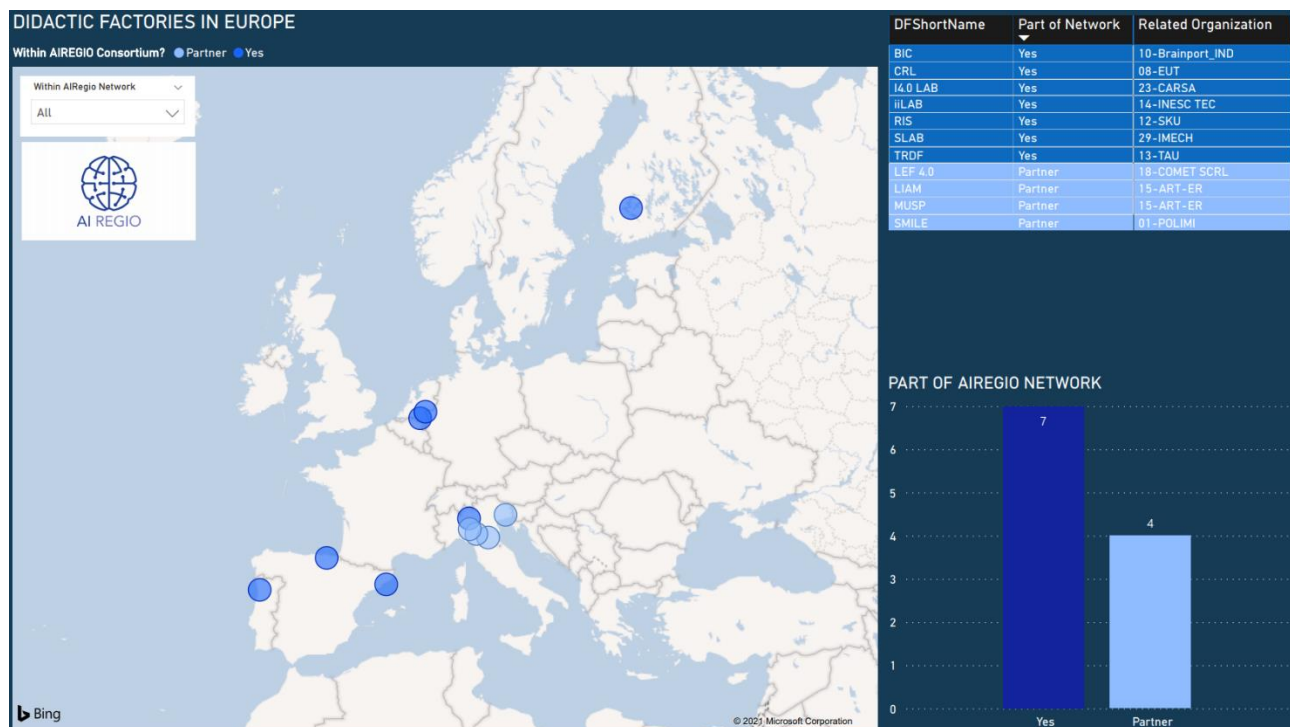 DIDACTIC FACTORIES IN EUROPE
Within AIREGIO Consortium? Partner Yes
Within AIRegio Network
All
AI REGIO
Bing
© 2021 Microsoft Corporation
DFShortName Part of Network Related Organization
BIC Yes 10-Brainport_IND
CRL Yes 08-EUT
I4.0 LAB Yes 23-CARSA
iiLAB Yes 14-INESC TEC
RIS Yes 12-SKU
SLAB Yes 29-IMECH
TRDF Yes 13-TAU
LEF 4.0 Partner 18-COMET SCRL
LIAM Partner 15-ART-ER
MUSP Partner 15-ART-ER
SMILE Partner 01-POLIMI
PART OF AIREGIO NETWORK
7
6
5
4
3
2
1
0
7
4
Yes Partner